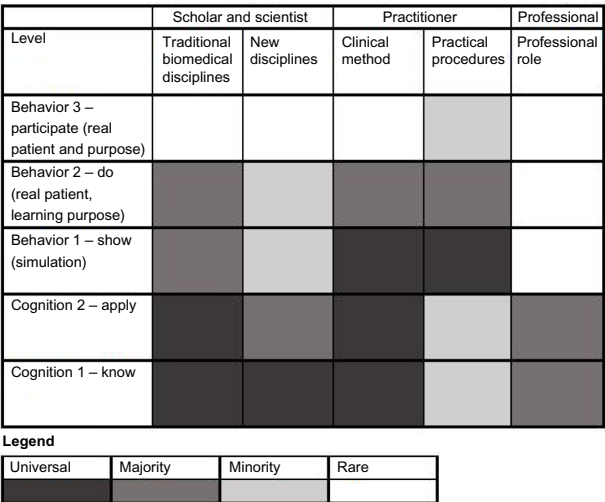 Scholar and scientist Practitioner Professional
Level Traditional biomedical disciplines New disciplines Clinical method Practical procedures Professional role
Behavior 3 –
participate (real
patient and purpose)
Behavior 2 – do
(real patient,
learning purpose)
Behavior 1 – show
(simulation)
Cognition 2 – apply
Cognition 1 – know
Legend
Universal Majority Minority Rare